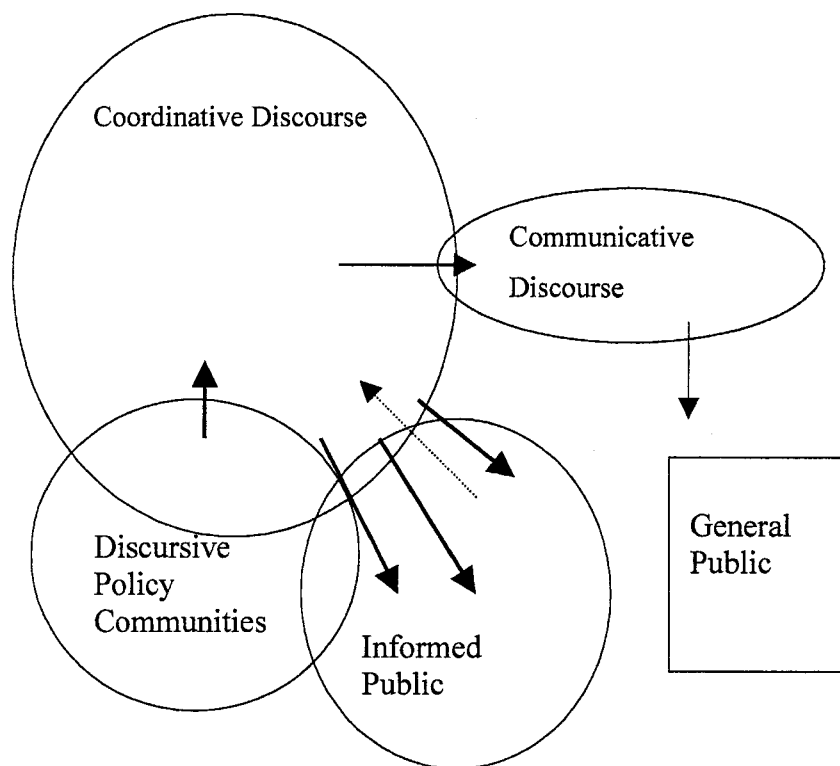 Coordinative Discourse
Communicative
Discourse
Discursive
Policy
Communities
Informed
Public
General
Public